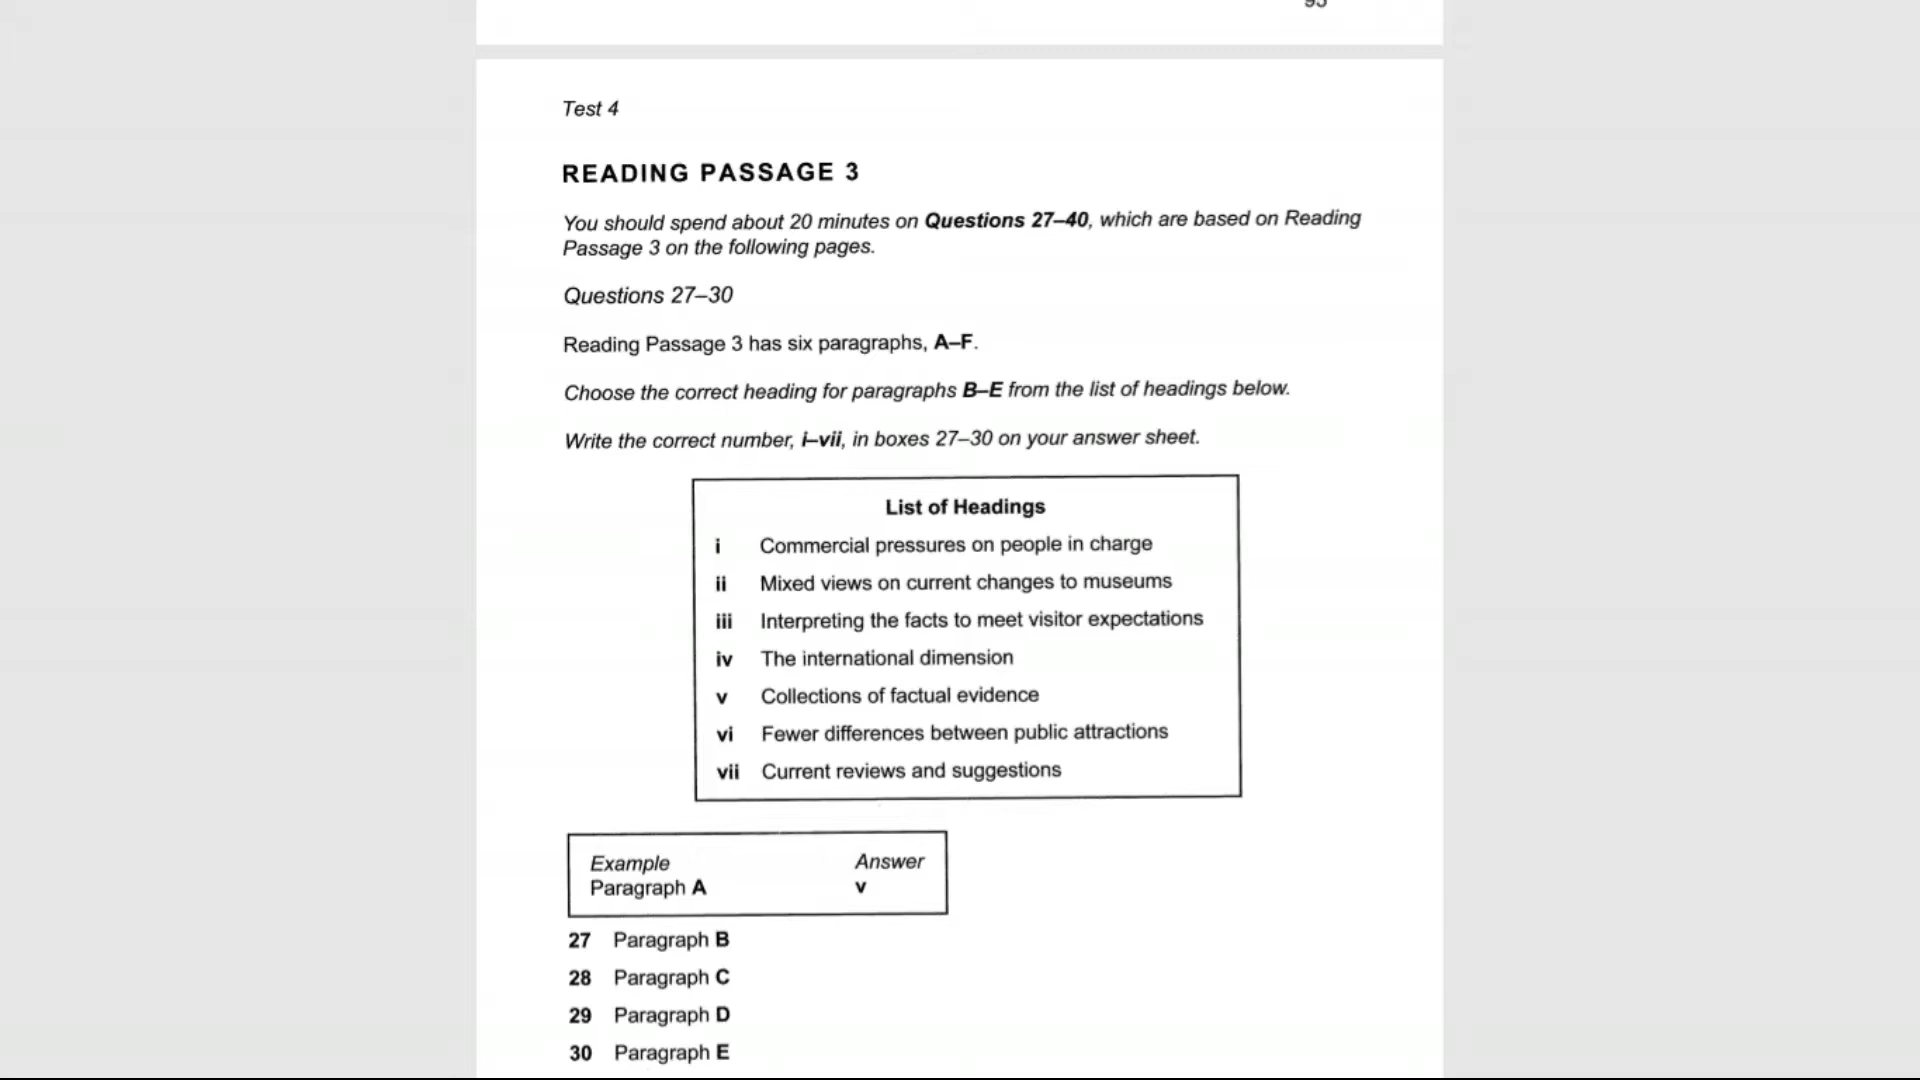 95
Test 4
READING PASSAGE 3
You should spend about 20 minutes on Questions 27–40, which are based on Reading
Passage 3 on the following pages.
Questions 27–30
Reading Passage 3 has six paragraphs, A–F.
Choose the correct heading for paragraphs B–E from the list of headings below.
Write the correct number, i–vii, in boxes 27–30 on your answer sheet.
List of Headings
i Commercial pressures on people in charge
ii Mixed views on current changes to museums
iii Interpreting the facts to meet visitor expectations
iv The international dimension
v Collections of factual evidence
vi Fewer differences between public attractions
vii Current reviews and suggestions
Example Answer
Paragraph A v
27 Paragraph B
28 Paragraph C
29 Paragraph D
30 Paragraph E